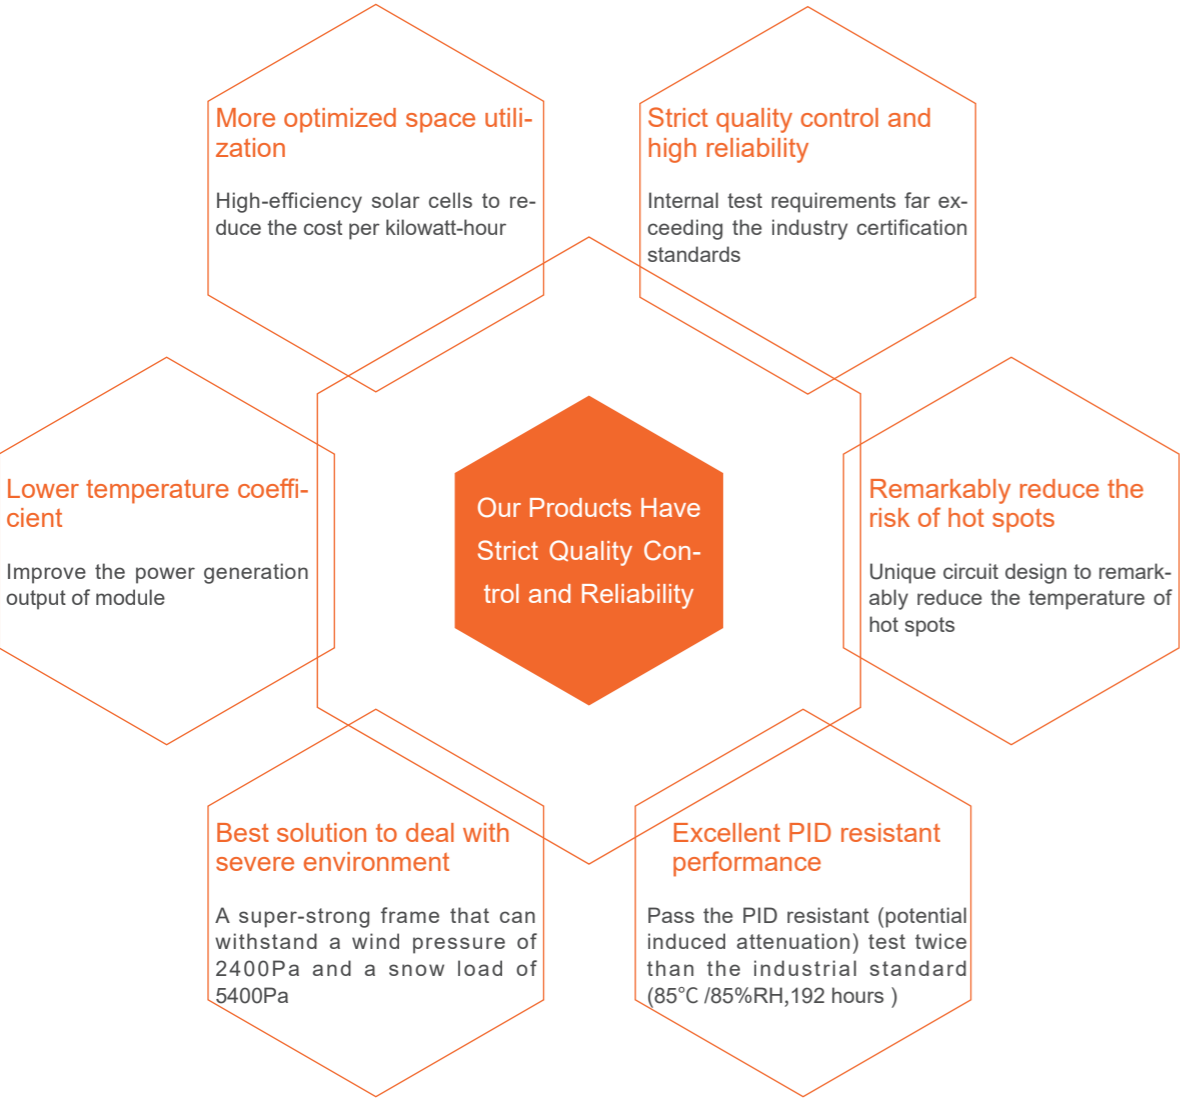 More optimized space utili-
zation
High-efficiency solar cells to re-
duce the cost per kilowatt-hour
Strict quality control and
high reliability
Internal test requirements far ex-
ceeding the industry certification
standards
Lower temperature coeffi-
cient
Improve the power generation
output of module
Our Products Have
Strict Quality Con-
trol and Reliability
Remarkably reduce the
risk of hot spots
Unique circuit design to remark-
ably reduce the temperature of
hot spots
Best solution to deal with
severe environment
A super-strong frame that can
withstand a wind pressure of
2400Pa and a snow load of
5400Pa
Excellent PID resistant
performance
Pass the PID resistant (potential
induced attenuation) test twice
than the industrial standard
(85℃ /85%RH,192 hours )